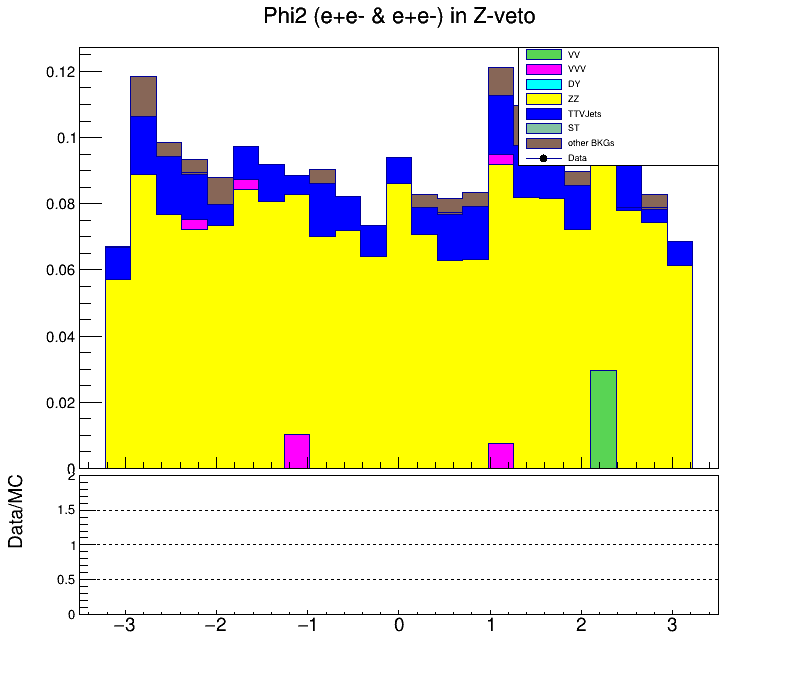 Phi2 (e+e- & e+e-) in Z-veto
0.12
0.1
0.08
0.06
0.04
0.02
0
VV
VVV
DY
ZZ
TTVJets
ST
other BKGs
Data
Data/MC
2
1.5
1
0.5
0
−3 −2 −1 0 1 2 3